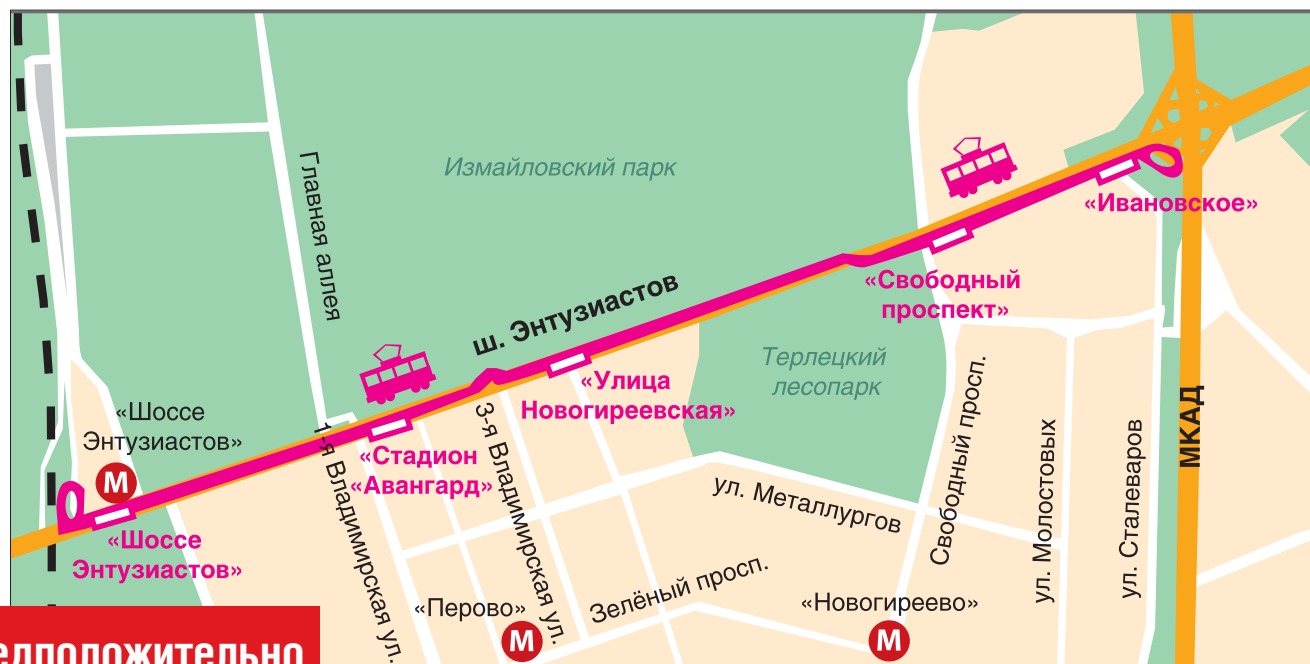 Измайловский парк
Главная аллея
«Ивановское»
«Свободный
проспект»
ш. Энтузиастов
Терлецкий
лесопарк
«Улица
Новогиреевская»
«Шоссе
Энтузиастов»
М
«Стадион
«Авангард»
1-я Владимирская ул.
3-я Владимирская ул.
«Шоссе
Энтузиастов»
ул. Металлургов
Свободный просп.
ул. Молостовых
ул. Сталеваров
МКАД
Зелёный просп.
«Перово»
М
«Новогиреево»
М